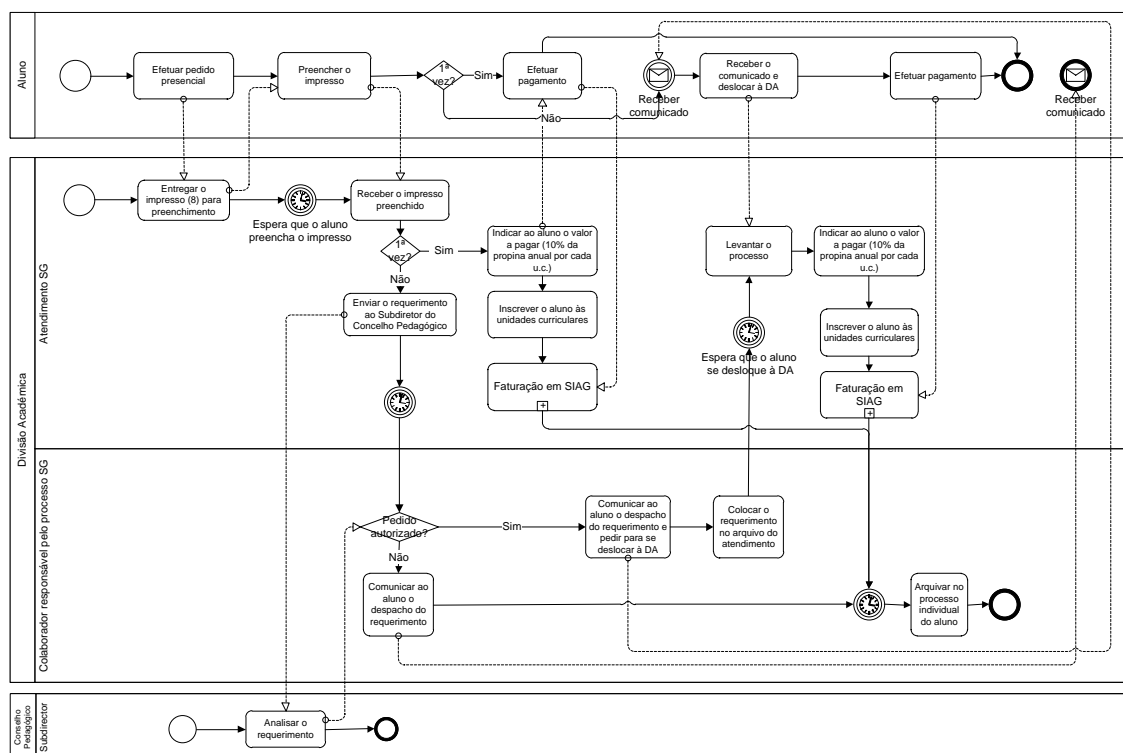 Aluno
Efetuar pedido
presencial
Preencher o
impresso
1ª
vez?
Sim
Não
Efetuar
pagamento
Receber
comunicado
Receber o
comunicado e
deslocar à DA
Efetuar pagamento
Receber
comunicado
Divisão Académica
Atendimento SG
Entregar o
impresso (8) para
preenchimento
Espera que o aluno
preencha o impresso
Receber o impresso
preenchido
1ª
vez?
Sim
Não
Indicar ao aluno o valor
a pagar (10% da
propina anual por cada
u.c.)
Inscrever o aluno às
unidades curriculares
Faturação em SIAG
Enviar o requerimento
ao Subdiretor do
Concelho Pedagógico
Levantar o
processo
Espera que o aluno
se desloque à DA
Indicar ao aluno o valor
a pagar (10% da
propina anual por cada
u.c.)
Inscrever o aluno às
unidades curriculares
Faturação em
SIAG
Colaborador responsável pelo processo SG
Pedido
autorizado?
Sim
Não
Comunicar ao
aluno o despacho
do requerimento e
pedir para se
deslocar à DA
Colocar o
requerimento
no arquivo do
atendimento
Comunicar ao
aluno o
despacho do
requerimento
Arquivar no
processo
individual
do aluno
Conselho
Pedagógico
Subdirector
Analisar o
requerimento